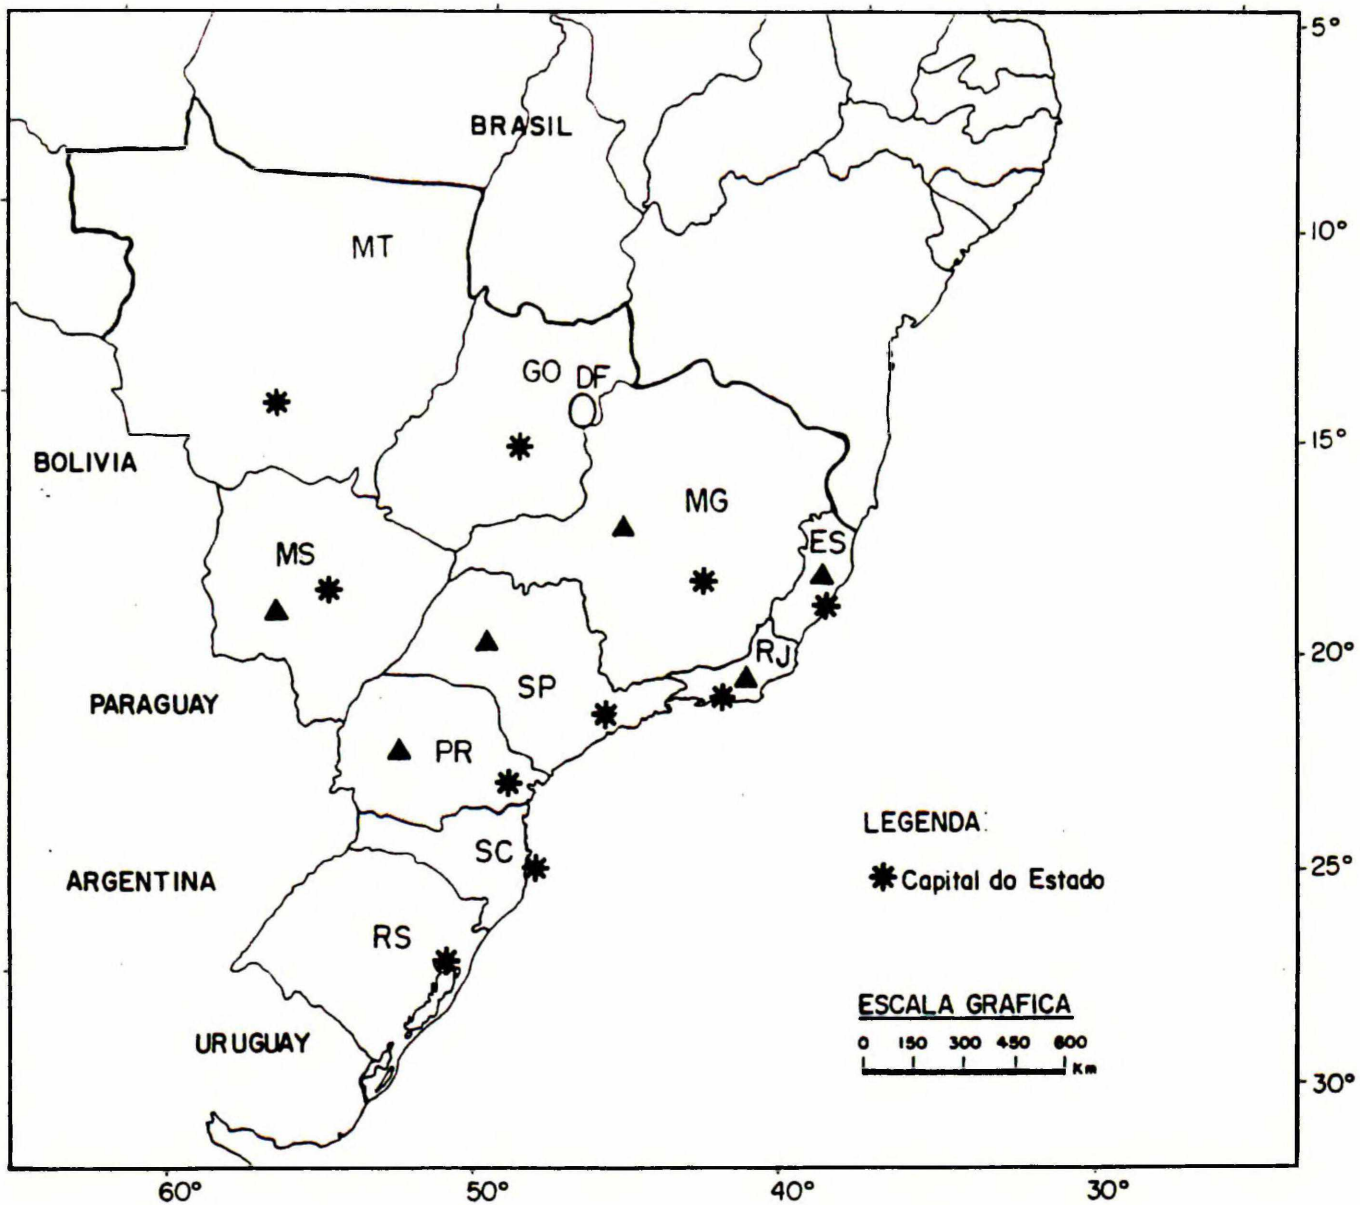 5°
BRASIL
10°
MT
GO DF
15°
BOLIVIA
MG
ES
MS
20°
RJ
SP
PARAGUAY
PR
LEGENDA:
SC
25°
ARGENTINA
Capital do Estado
RS
ESCALA GRAFICA
URUGUAY
0 150 300 450 600
Km
30°
60° 50° 40° 30°